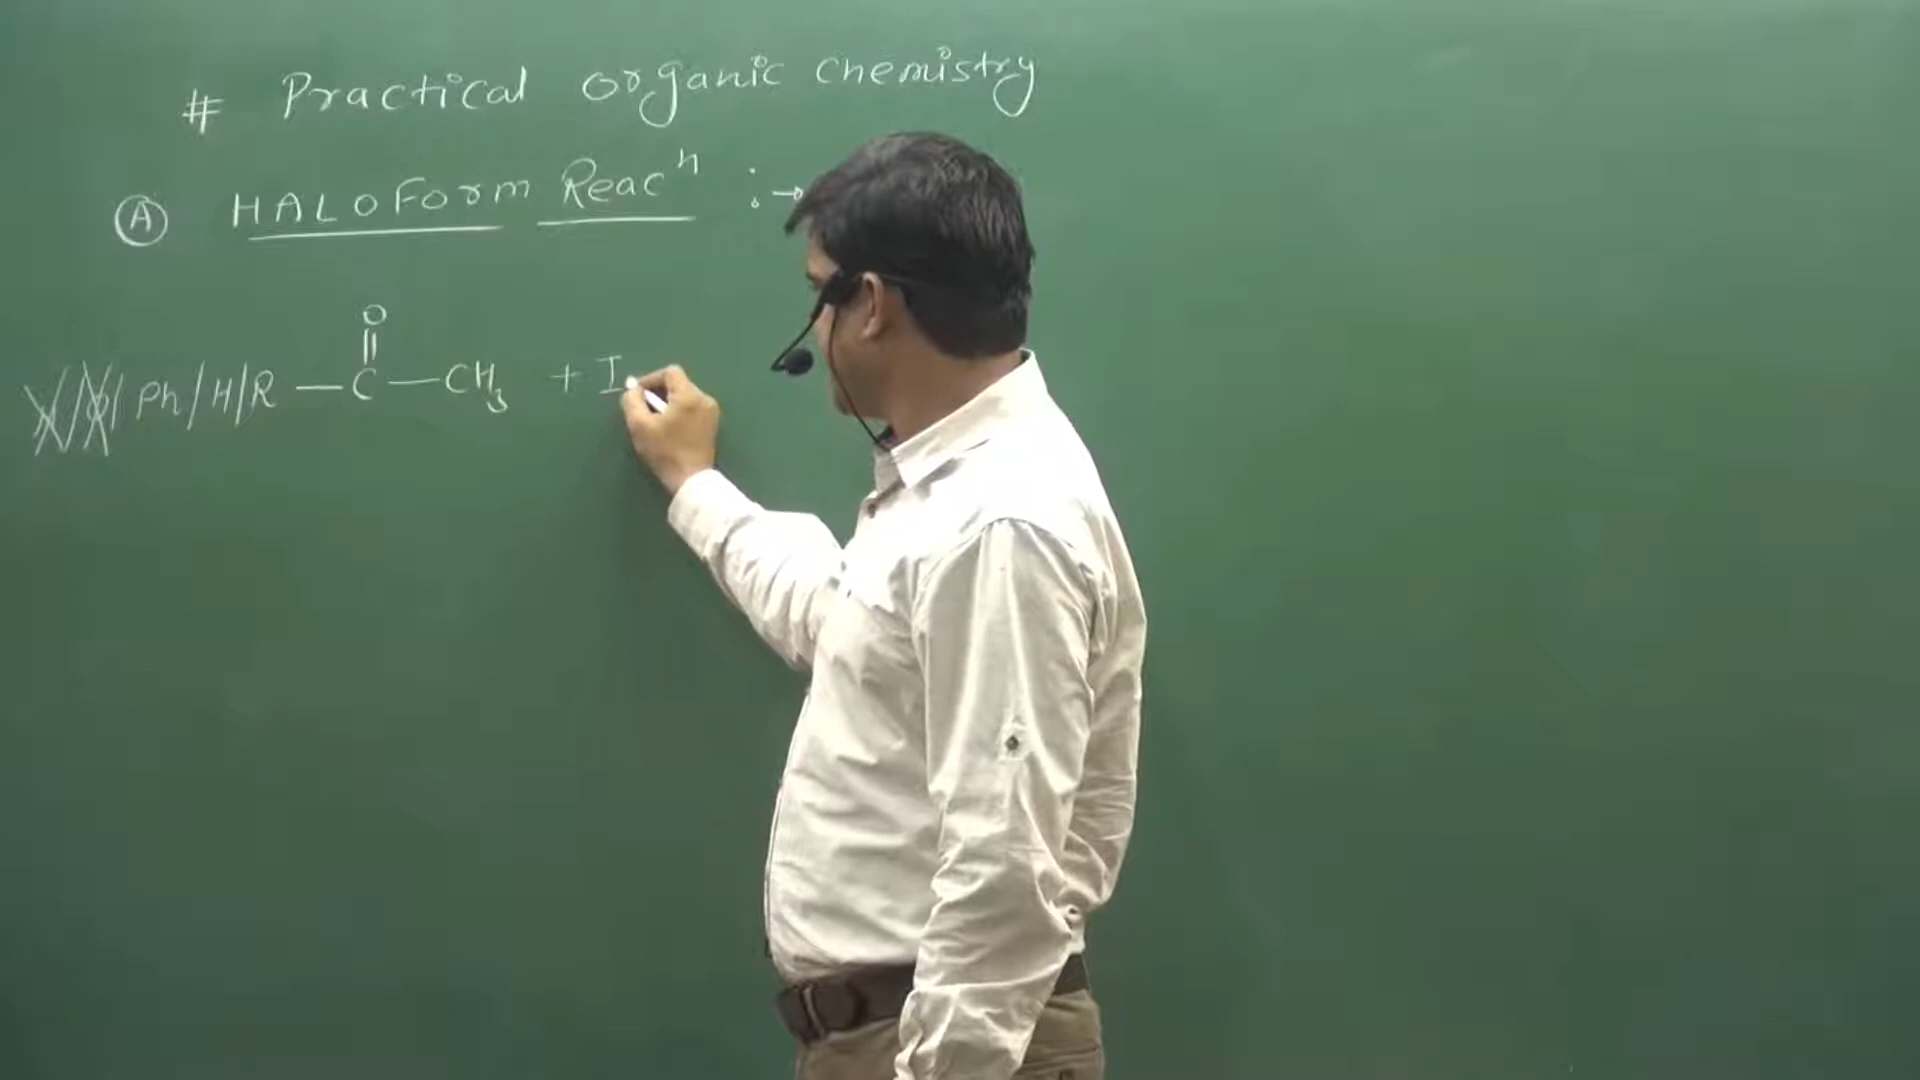 # Practical organic chemistry
(A) HALOForm Reacⁿ :→
O
||
Ph/H/R — C — CH₃ + I